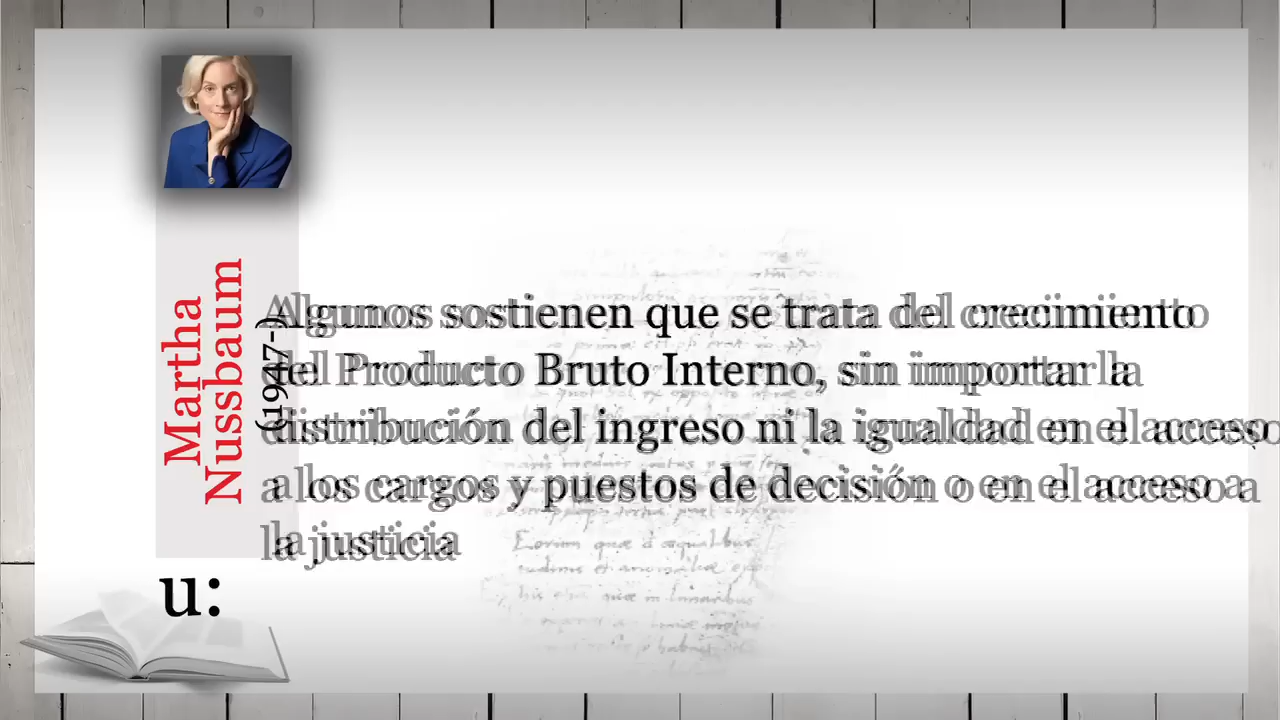 Martha
Nussbaum
(1947-)
Algunos sostienen que se trata del crecimiento
del Producto Bruto Interno, sin importar la
distribución del ingreso ni la igualdad en el acceso
a los cargos y puestos de decisión o en el acceso a
la justicia
u: